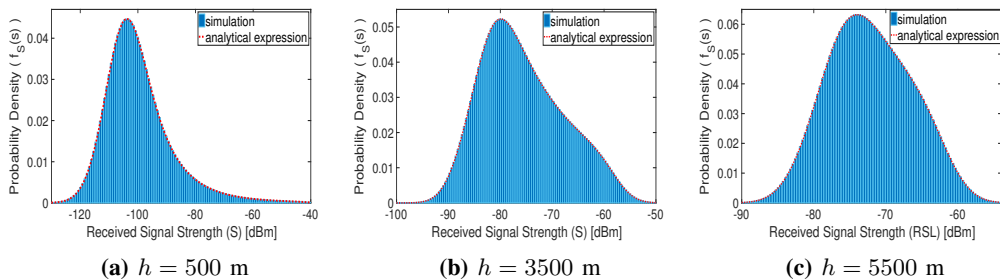 0.04
0.03
0.02
0.01
0
-120
-100
-80
-60
-40
Probability Density ( f_S(s)
Received Signal Strength (S) [dBm]
simulation
analytical expression
(a) h = 500 m
0.06
0.05
0.04
0.03
0.02
0.01
0
-100
-90
-80
-70
-60
-50
Probability Density ( f_S(s)
Received Signal Strength (S) [dBm]
simulation
analytical expression
(b) h = 3500 m
0.06
0.05
0.04
0.03
0.02
0.01
0
-90
-80
-70
-60
Probability Density ( f_S(s)
Received Signal Strength (RSL) [dBm]
simulation
analytical expression
(c) h = 5500 m